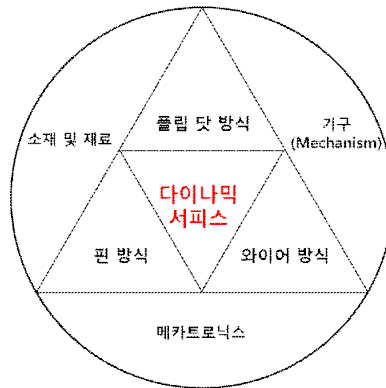 플립 닷 방식
소재 및 재료
기구
(Mechanism)
다이나믹
서피스
핀 방식
와이어 방식
메카트로닉스